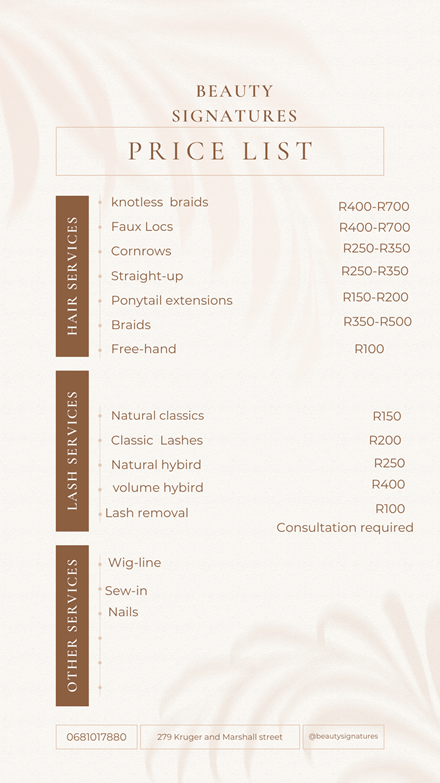 BEAUTY
SIGNATURES
PRICE LIST
HAIR SERVICES
knotless braids R400-R700
Faux Locs R400-R700
Cornrows R250-R350
Straight-up R250-R350
Ponytail extensions R150-R200
Braids R350-R500
Free-hand R100
LASH SERVICES
Natural classics R150
Classic Lashes R200
Natural hybird R250
volume hybird R400
Lash removal R100
Consultation required
OTHER SERVICES
Wig-line
Sew-in
Nails
0681017880 279 Kruger and Marshall street @beautysignatures